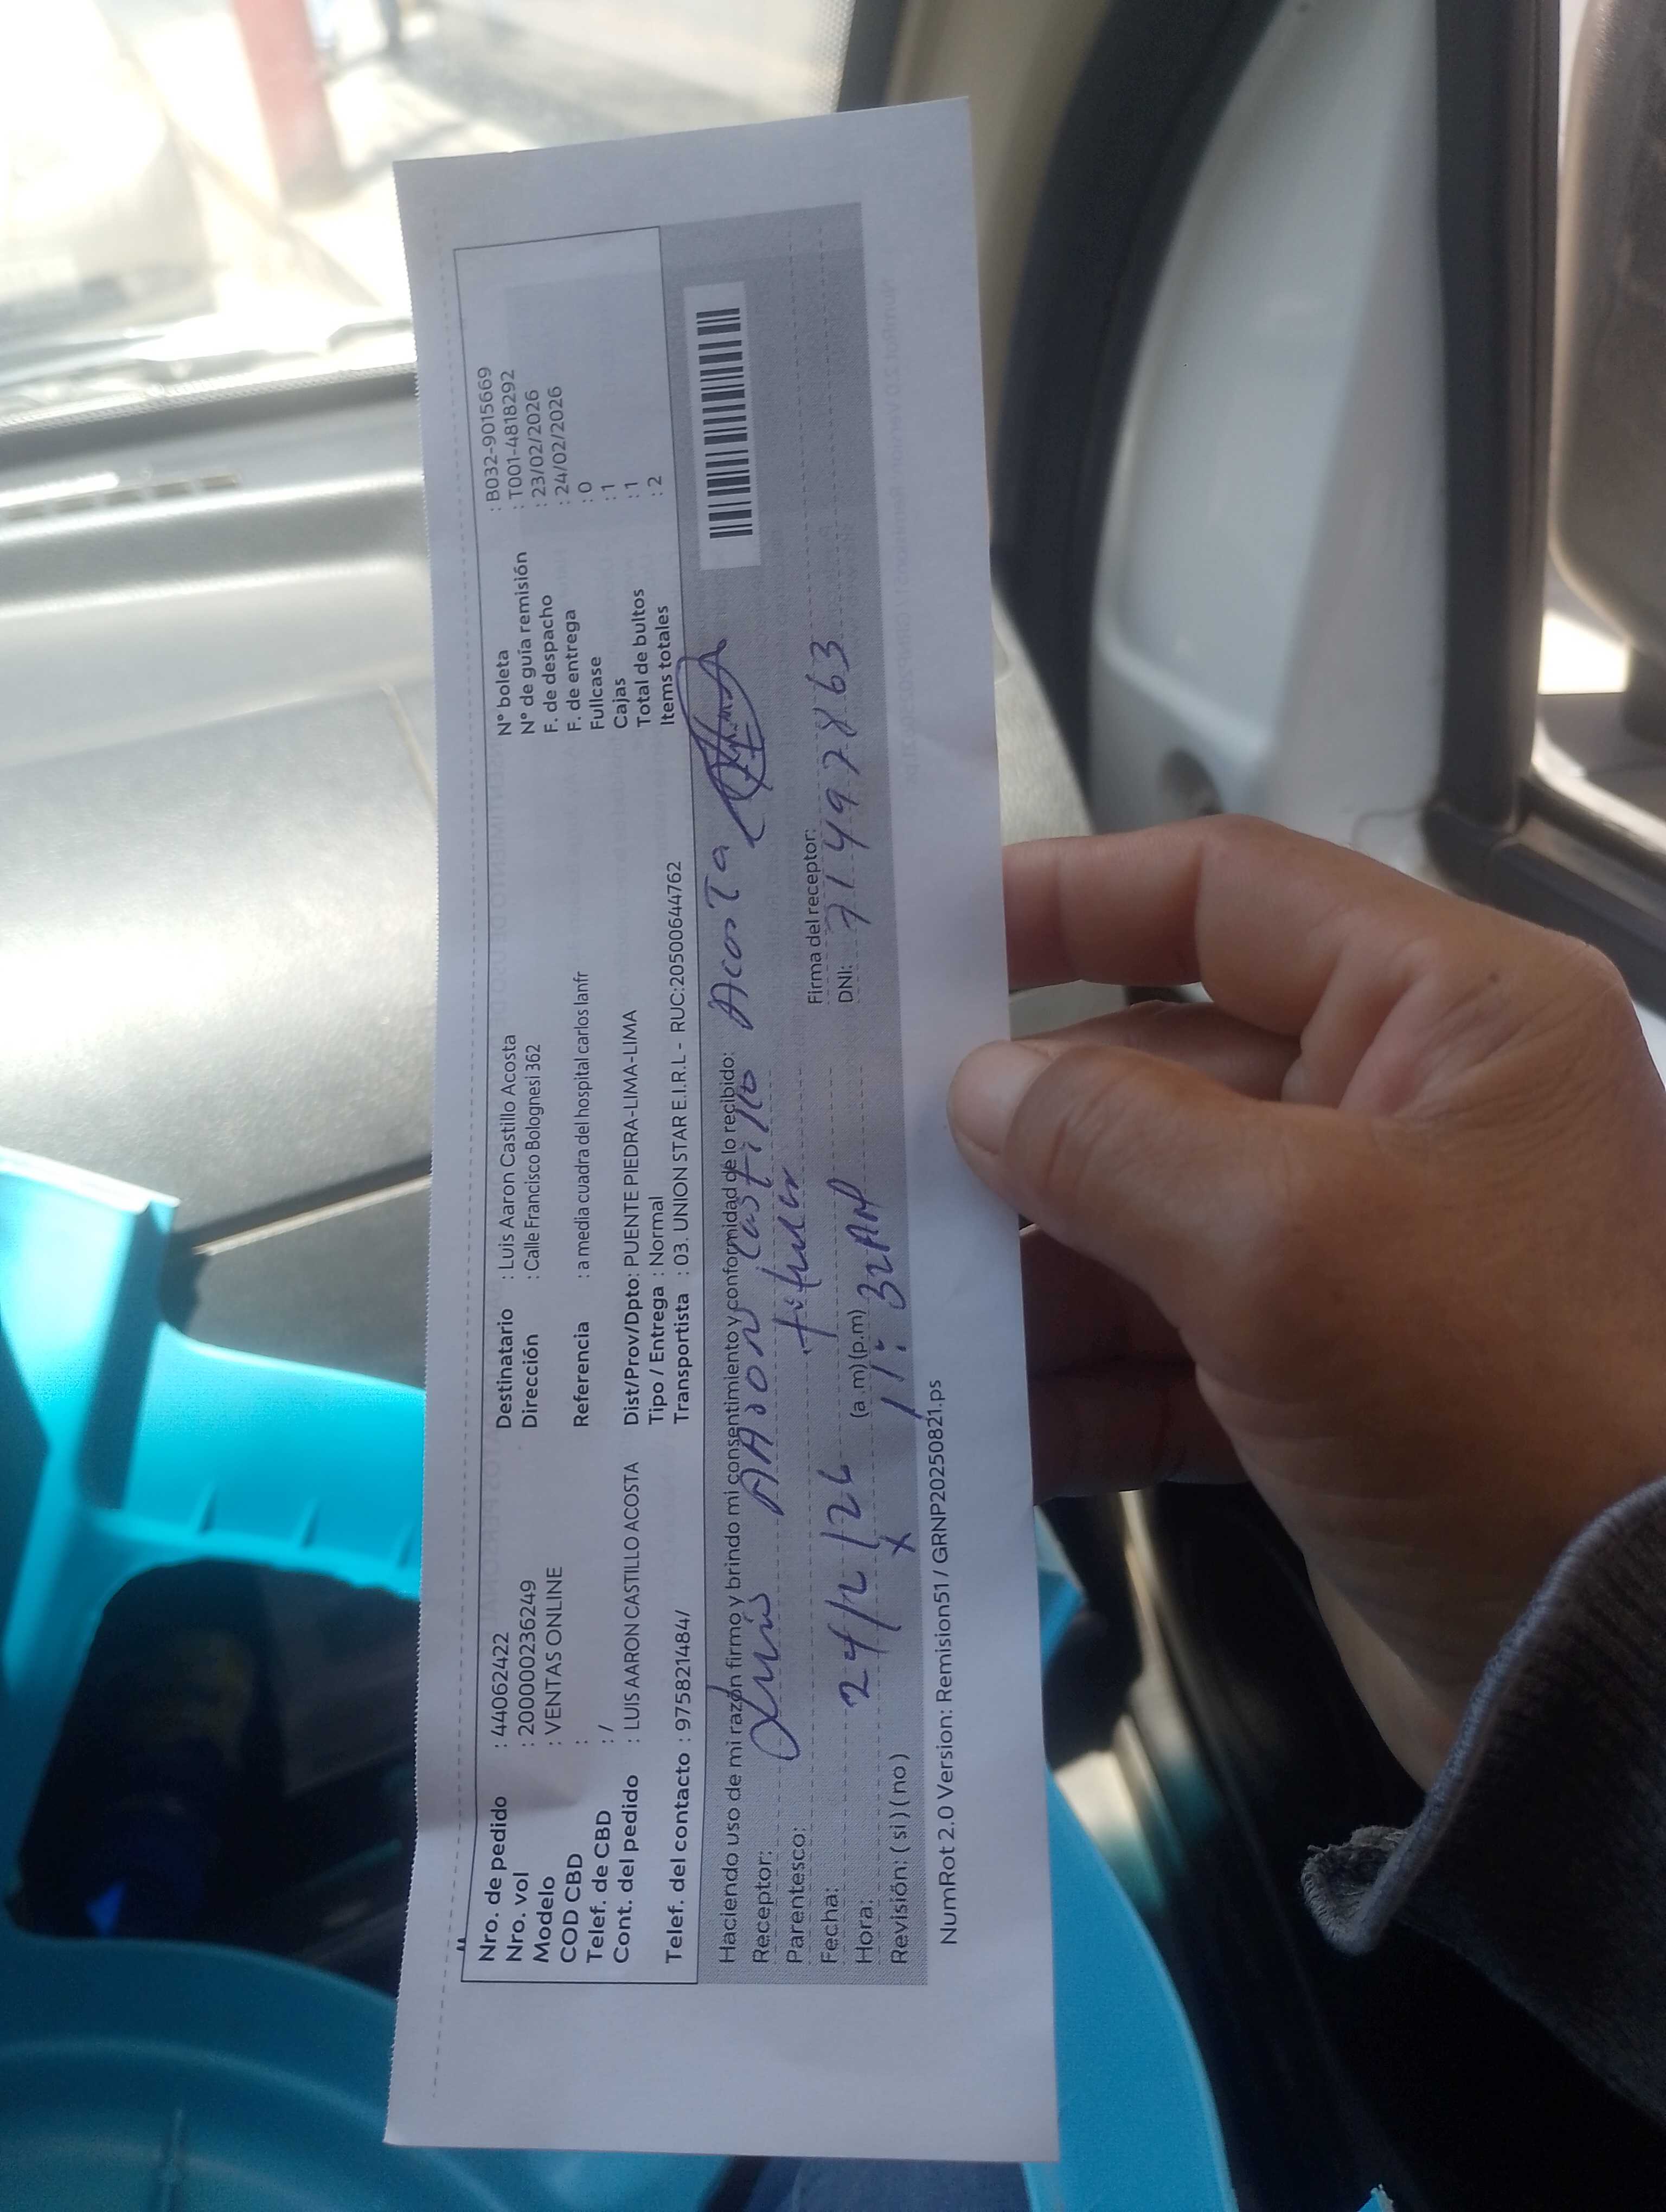 Nro. de pedido : 44062422
Nro. vol : 200000236249
Modelo : VENTAS ONLINE
COD CBD :
Telef. de CBD : /
Cont. del pedido : LUIS AARON CASTILLO ACOSTA
Telef. del contacto : 975821484/
Destinatario : Luis Aaron Castillo Acosta
Dirección : Calle Francisco Bolognesi 362
Referencia : a media cuadra del hospital carlos lanfr
Dist/Prov/Dpto: PUENTE PIEDRA-LIMA-LIMA
Tipo / Entrega : Normal
Transportista : 03. UNION STAR E.I.R.L - RUC:20500644762
N° boleta : B032-9015669
N° de guía remisión : T001-4818292
F. de despacho : 23/02/2026
F. de entrega : 24/02/2026
Fullcase : 0
Cajas : 1
Total de bultos : 1
Items totales : 2
Haciendo uso de mi razón firmo y brindo mi consentimiento y conformidad de lo recibido:
Receptor: Luis AAron Castillo Acosta
Parentesco: titular
Fecha: 24/2/26
Firma del receptor:
Hora: (a.m) (p.m) 11:32 AM
DNI: 71497863
Revisión: ( si ) ( no ) x
NumRot 2.0 Version: Remision51 / GRNP20250821.ps